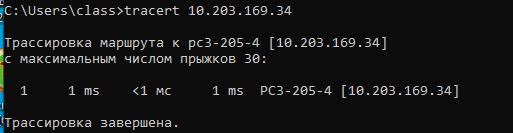 C:\Users\class>tracert 10.203.169.34
Трассировка маршрута к pc3-205-4 [10.203.169.34]
с максимальным числом прыжков 30:
1 1 ms <1 мс 1 ms PC3-205-4 [10.203.169.34]
Трассировка завершена.